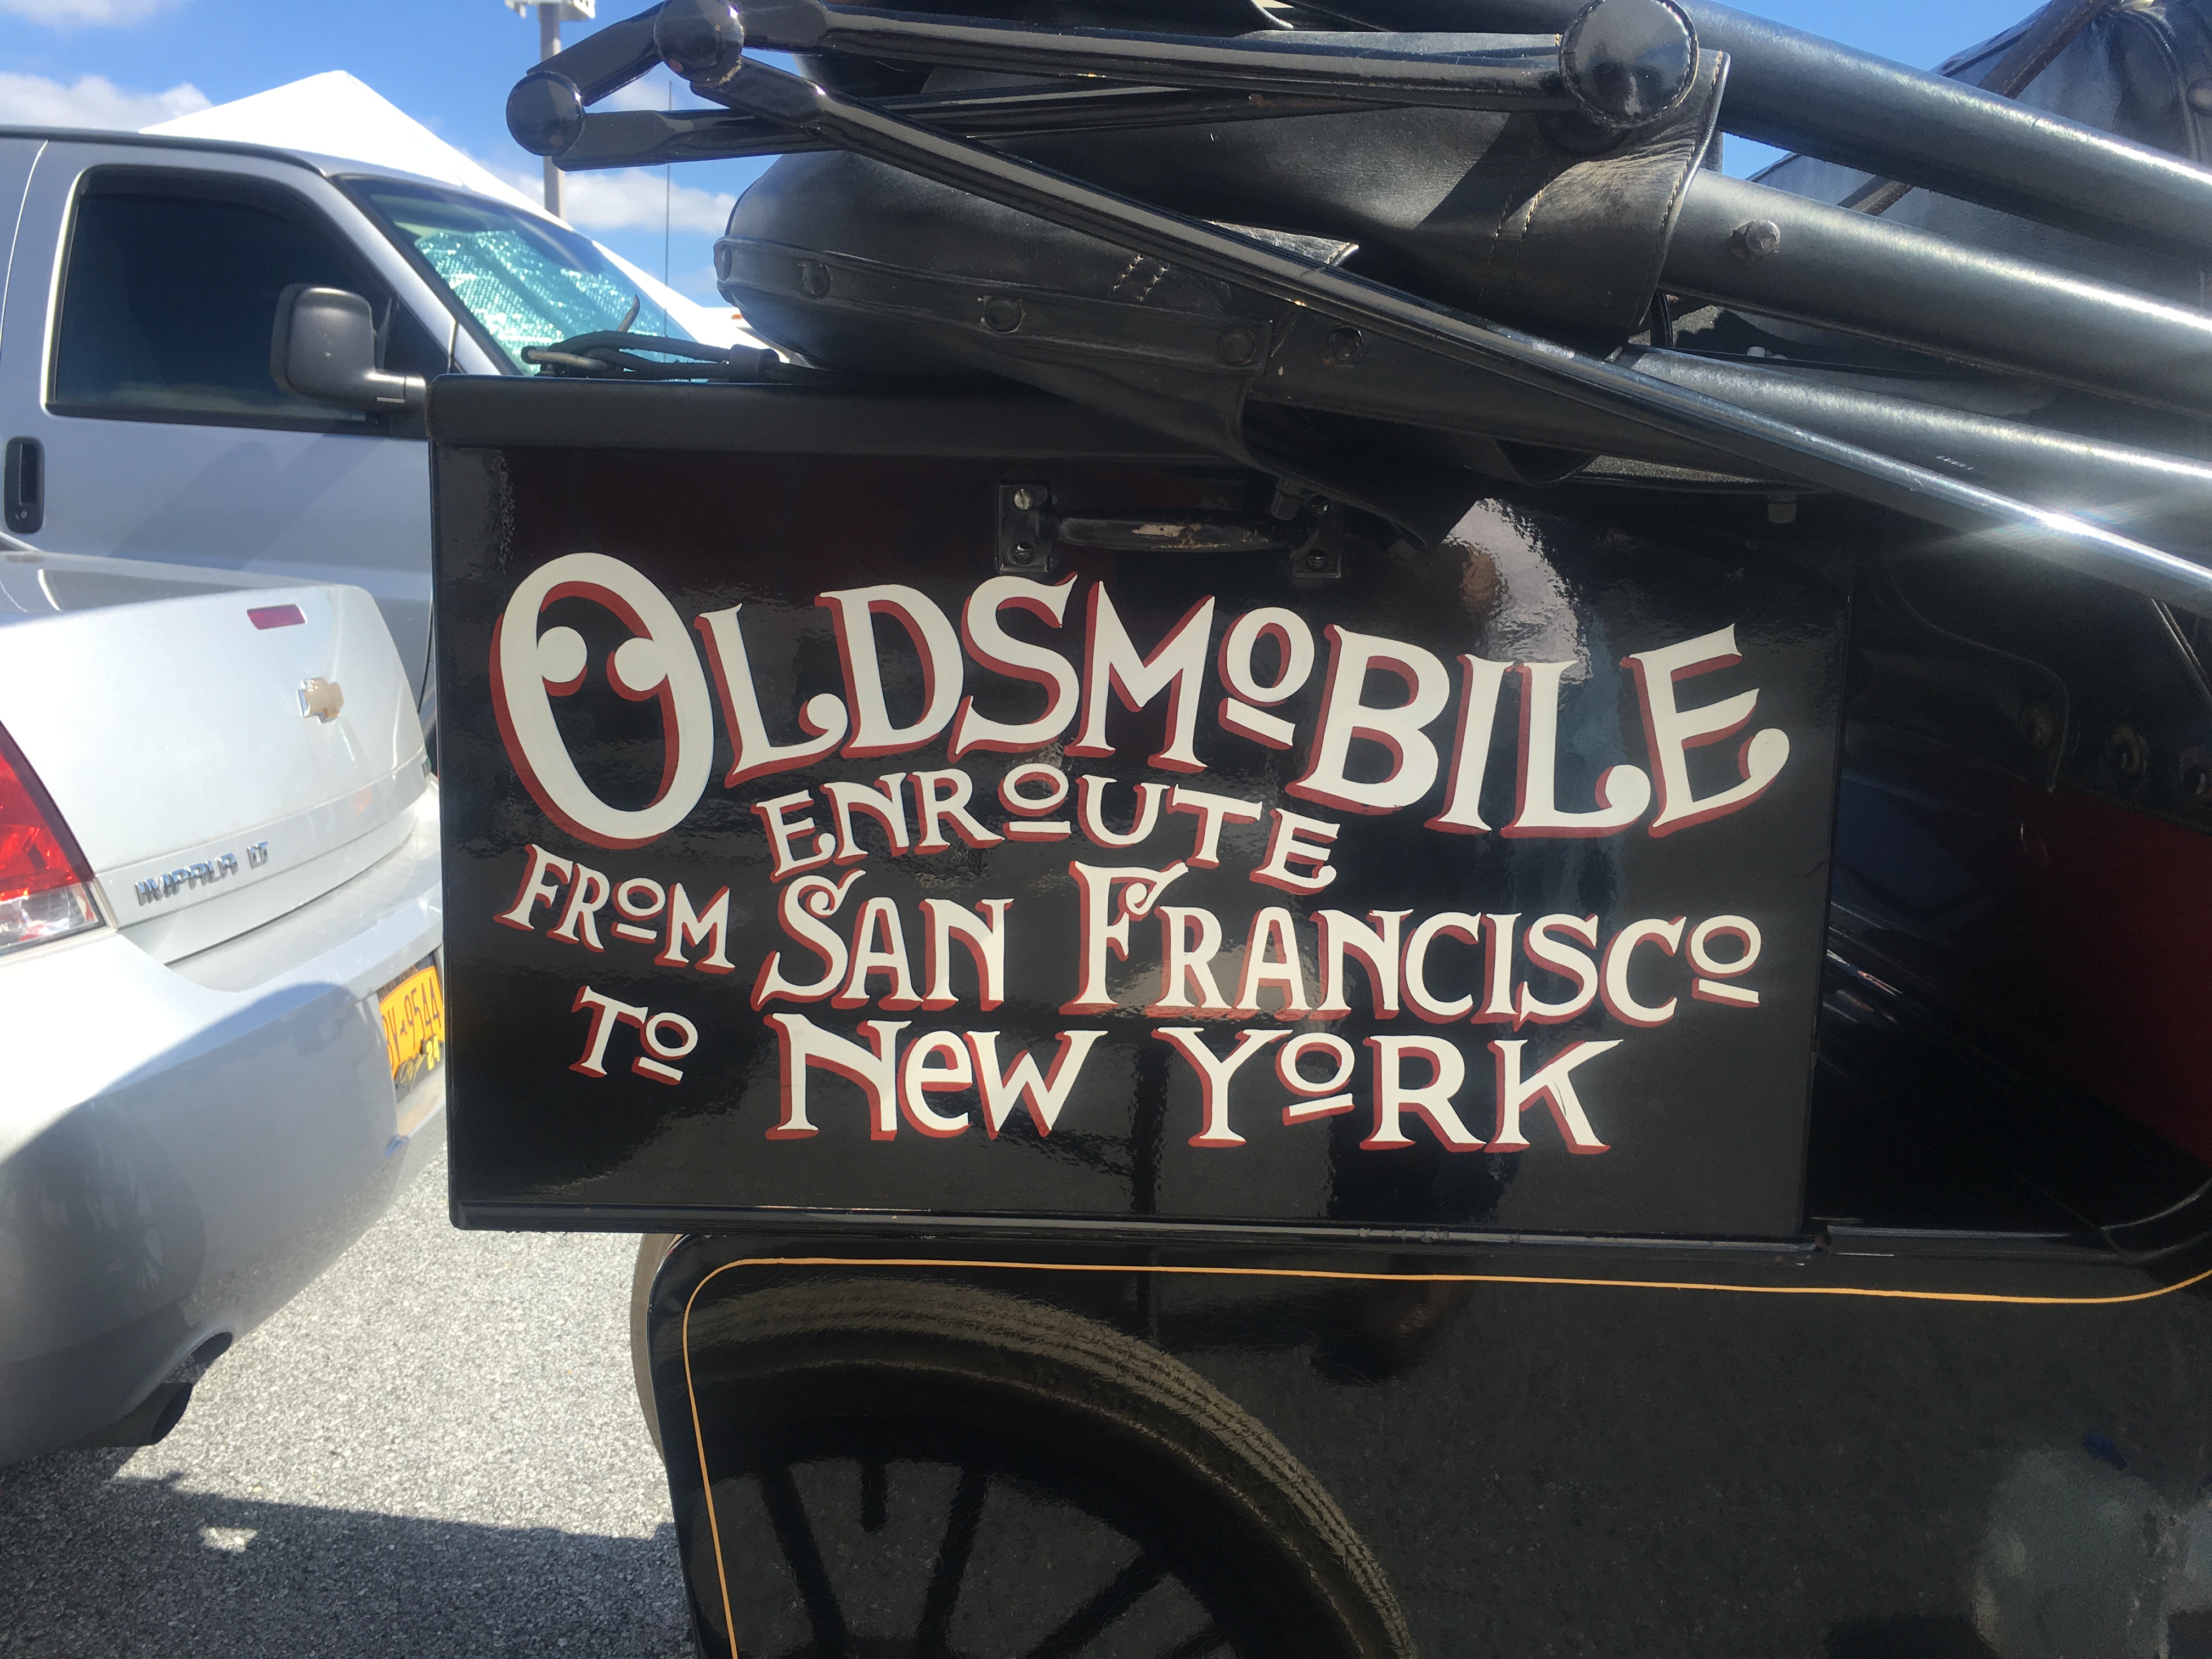 OLDSMOBILE
ENROUTE
FROM SAN FRANCISCO
TO NeW YORK
IMPALA LT